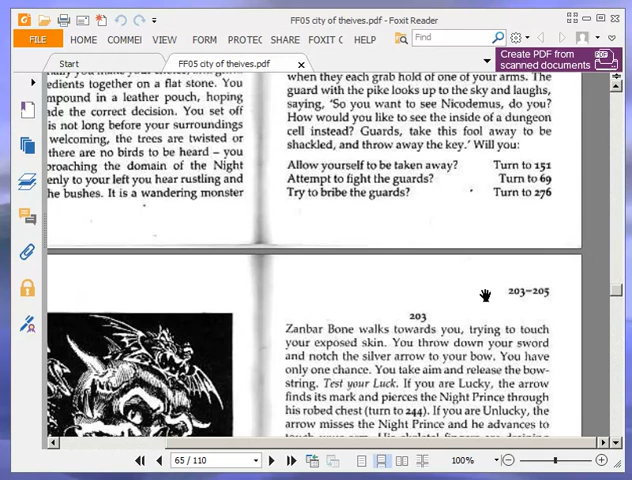 FF05 city of theives.pdf - Foxit Reader
FILE HOME COMMEI VIEW FORM PROTEC SHARE FOXIT C HELP Find
Start FF05 city of theives.pdf
Create PDF from
scanned documents
edients together on a flat stone. You
mpound in a leather pouch, hoping
ade the correct decision. You set off
is not long before your surroundings
welcoming, the trees are twisted or
there are no birds to be heard – you
proaching the domain of the Night
enly to your left you hear rustling and
he bushes. It is a wandering monster
when they each grab hold of one of your arms. The
guard with the pike looks up to the sky and laughs,
saying, 'So you want to see Nicodemus, do you?
How would you like to see the inside of a dungeon
cell instead? Guards, take this fool away to be
shackled, and throw away the key.' Will you:
Allow yourself to be taken away? Turn to 151
Attempt to fight the guards? Turn to 69
Try to bribe the guards? Turn to 276
203–205
203
Zanbar Bone walks towards you, trying to touch
your exposed skin. You throw down your sword
and notch the silver arrow to your bow. You have
only one chance. You take aim and release the bow-
string. Test your Luck. If you are Lucky, the arrow
finds its mark and pierces the Night Prince through
his robed chest (turn to 244). If you are Unlucky, the
arrow misses the Night Prince and he advances to
65 / 110 100%